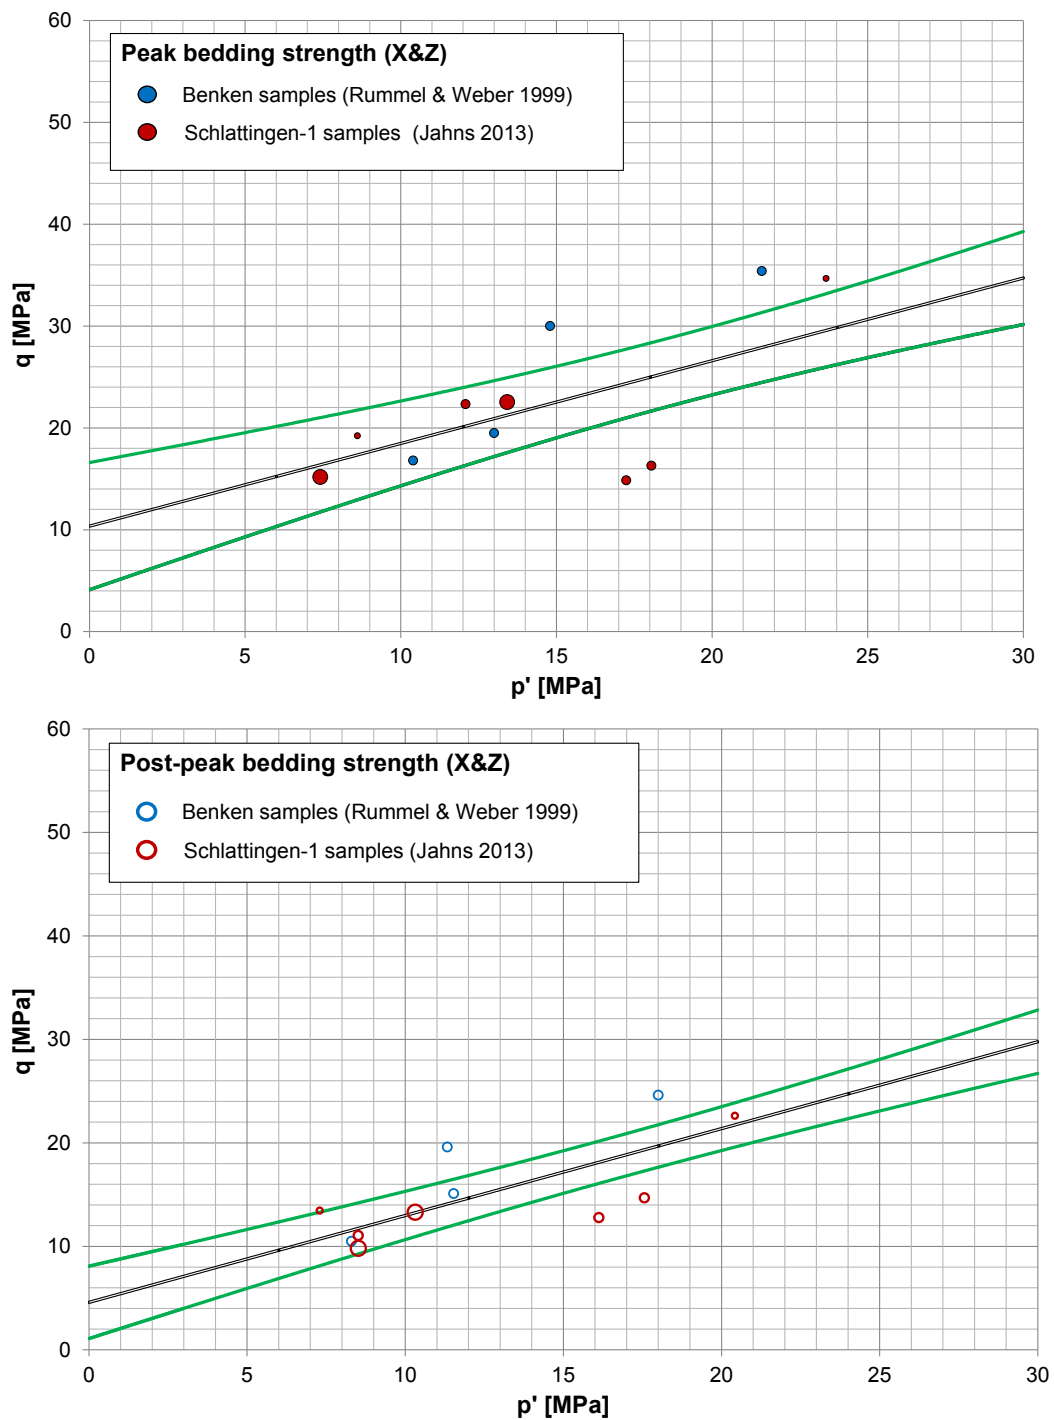 60
50
40
30
20
10
0
q [MPa]
Peak bedding strength (X&Z)
Benken samples (Rummel & Weber 1999)
Schlattingen-1 samples (Jahns 2013)
0 5 10 15 20 25 30
p' [MPa]
60
50
40
30
20
10
0
q [MPa]
Post-peak bedding strength (X&Z)
Benken samples (Rummel & Weber 1999)
Schlattingen-1 samples (Jahns 2013)
0 5 10 15 20 25 30
p' [MPa]